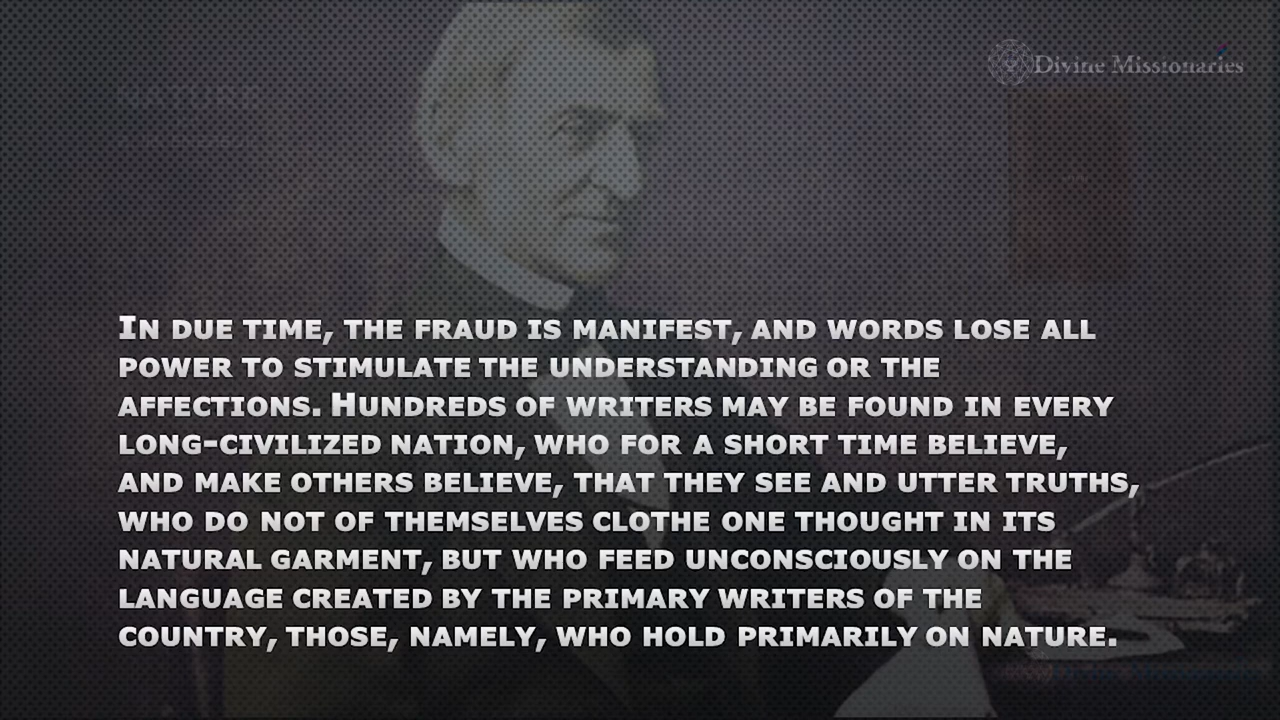 Divine Missionaries
NATURE
In due time, the fraud is manifest, and words lose all
power to stimulate the understanding or the
affections. Hundreds of writers may be found in every
long-civilized nation, who for a short time believe,
and make others believe, that they see and utter truths,
who do not of themselves clothe one thought in its
natural garment, but who feed unconsciously on the
language created by the primary writers of the
country, those, namely, who hold primarily on nature.